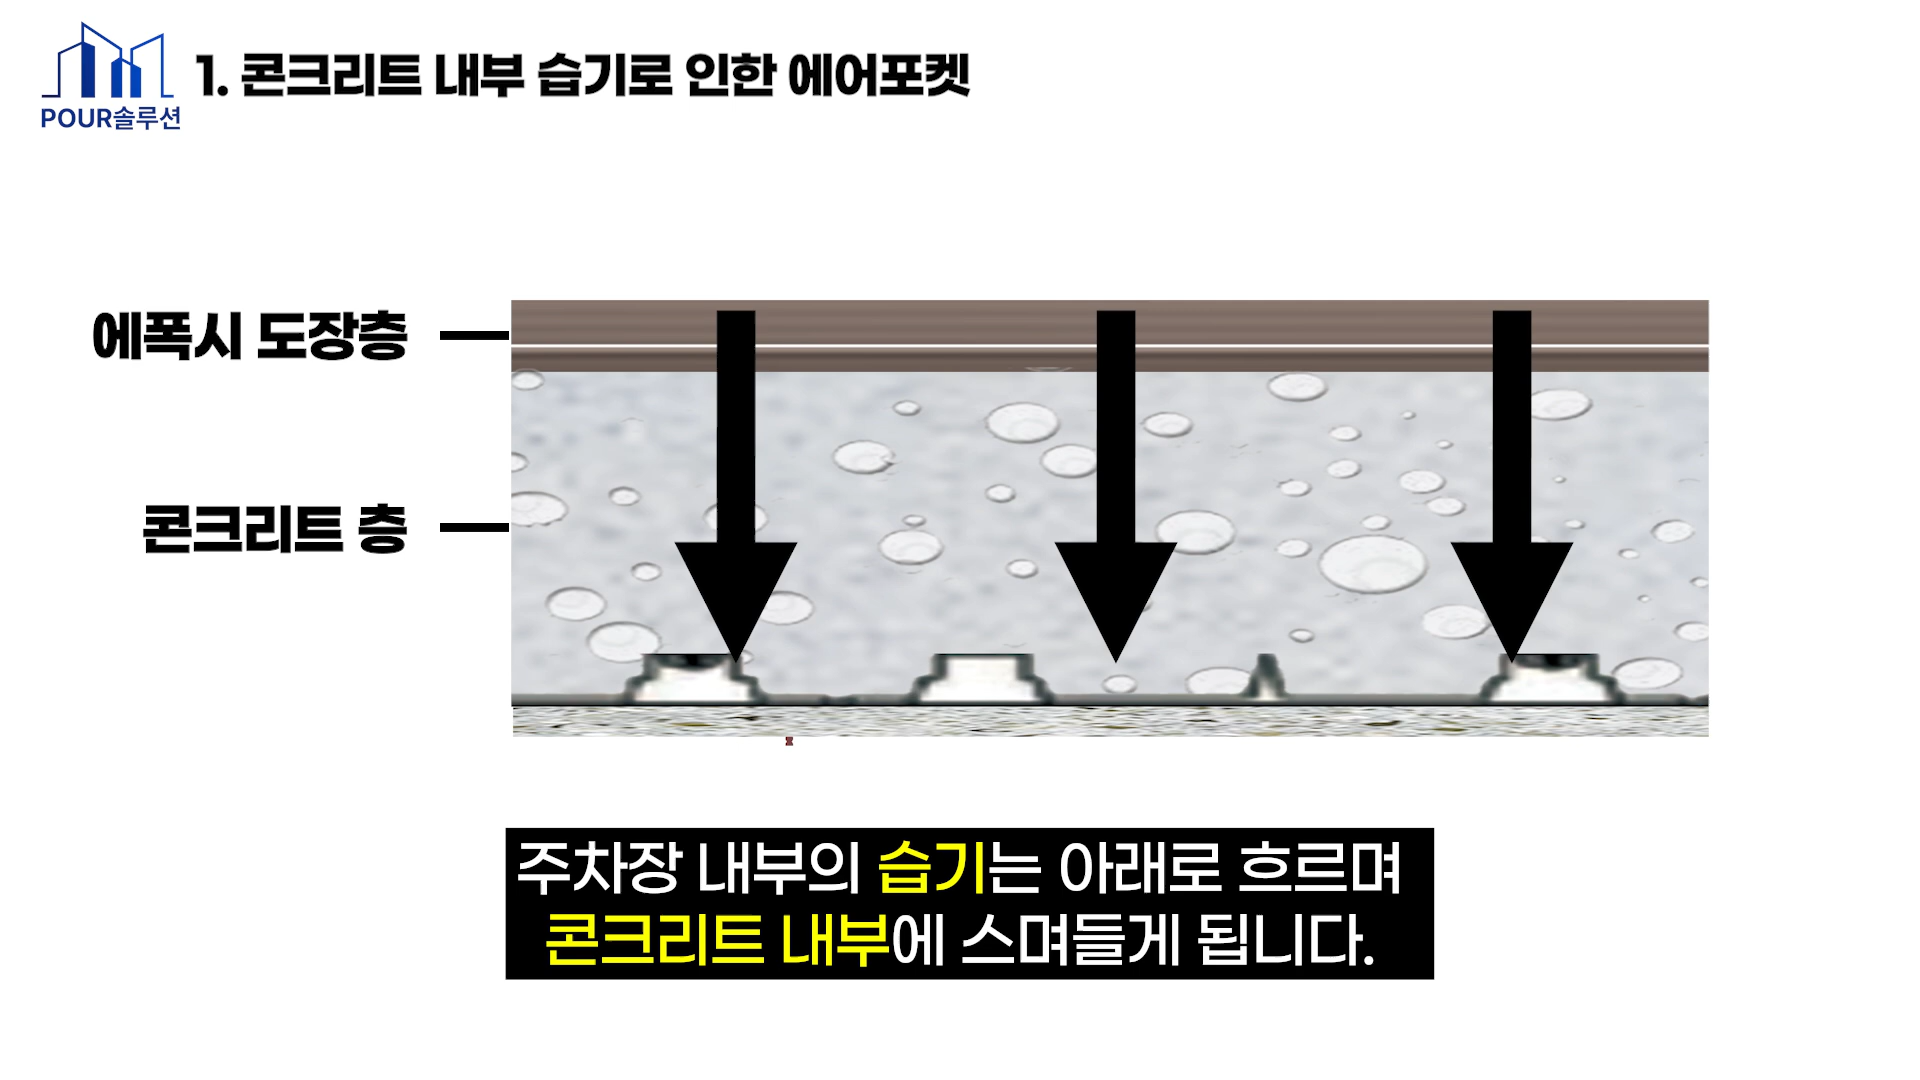 1. 콘크리트 내부 습기로 인한 에어포켓
POUR솔루션
에폭시 도장층
콘크리트 층
주차장 내부의 습기는 아래로 흐르며
콘크리트 내부에 스며들게 됩니다.